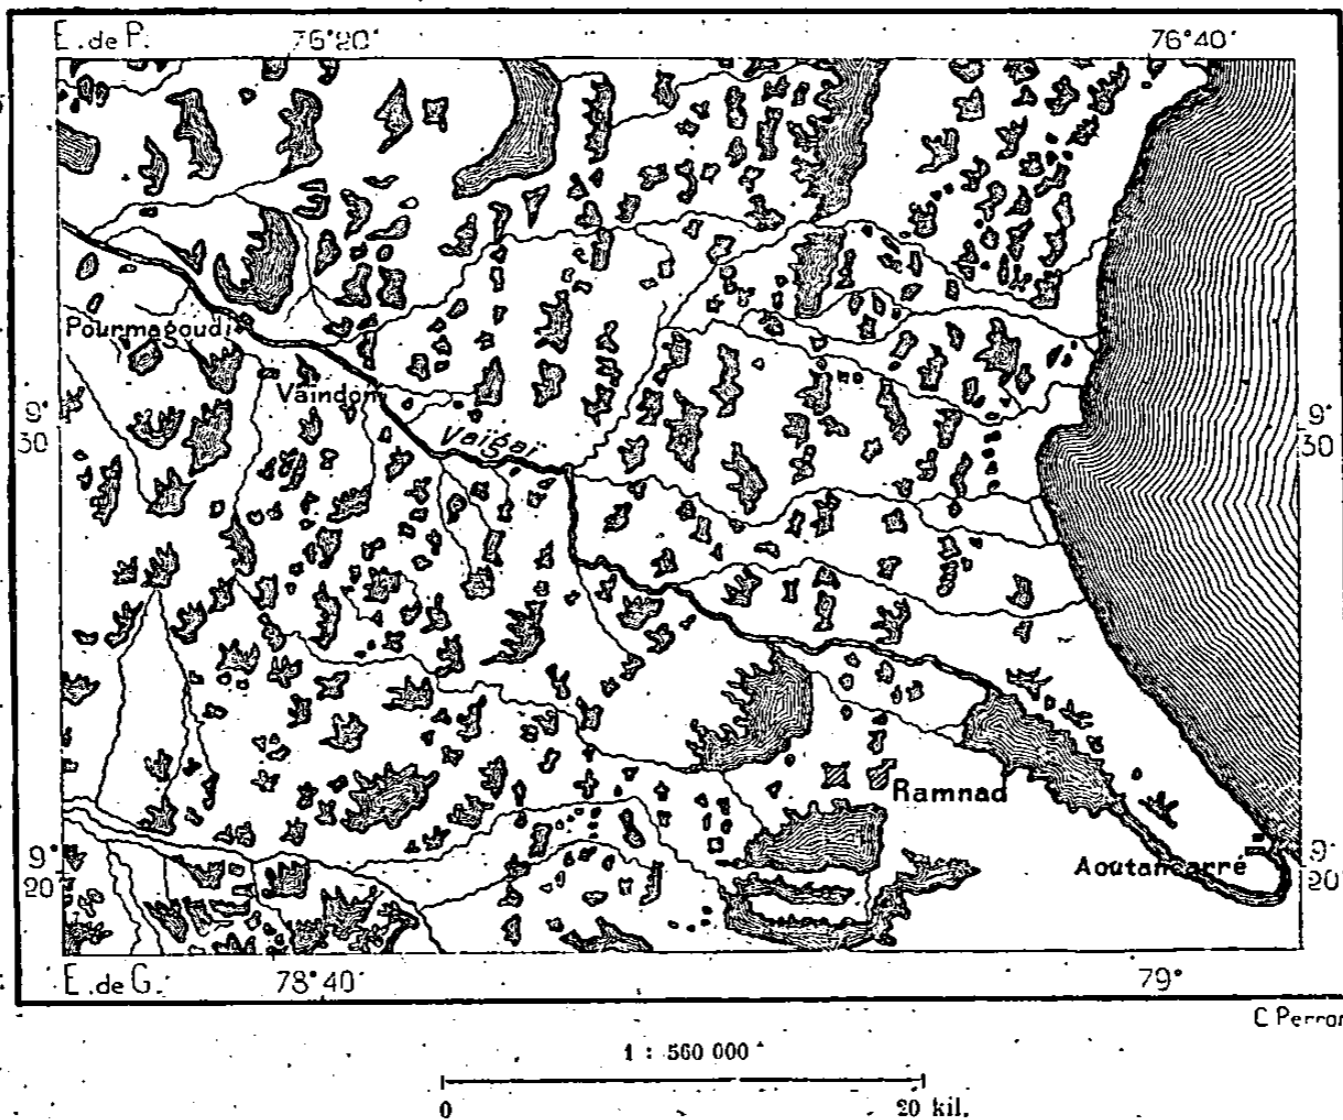 E. de P.
76°20'
76°40'
Pourmagoudi
Vaindon
Vaïgaï
9°
30
9°
30
Ramnad
Aoutancarré
9°
20
9°
20'
E. de G.
78°40'
79°
C Perron
1 : 560 000
0
20 kil.